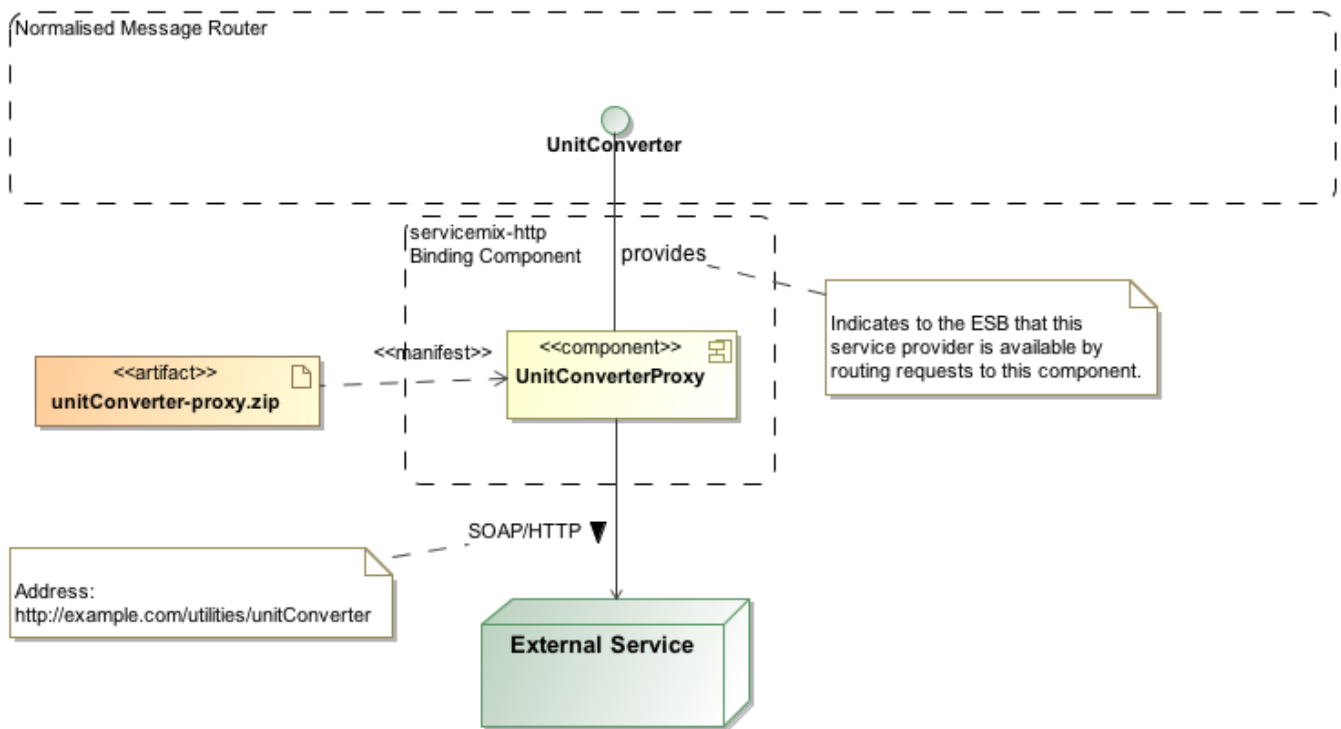 Normalised Message Router
UnitConverter
servicemix-http
Binding Component
provides
Indicates to the ESB that this
service provider is available by
routing requests to this component.
<<manifest>>
<<component>>
UnitConverterProxy
<<artifact>>
unitConverter-proxy.zip
SOAP/HTTP
Address:
http://example.com/utilities/unitConverter
External Service